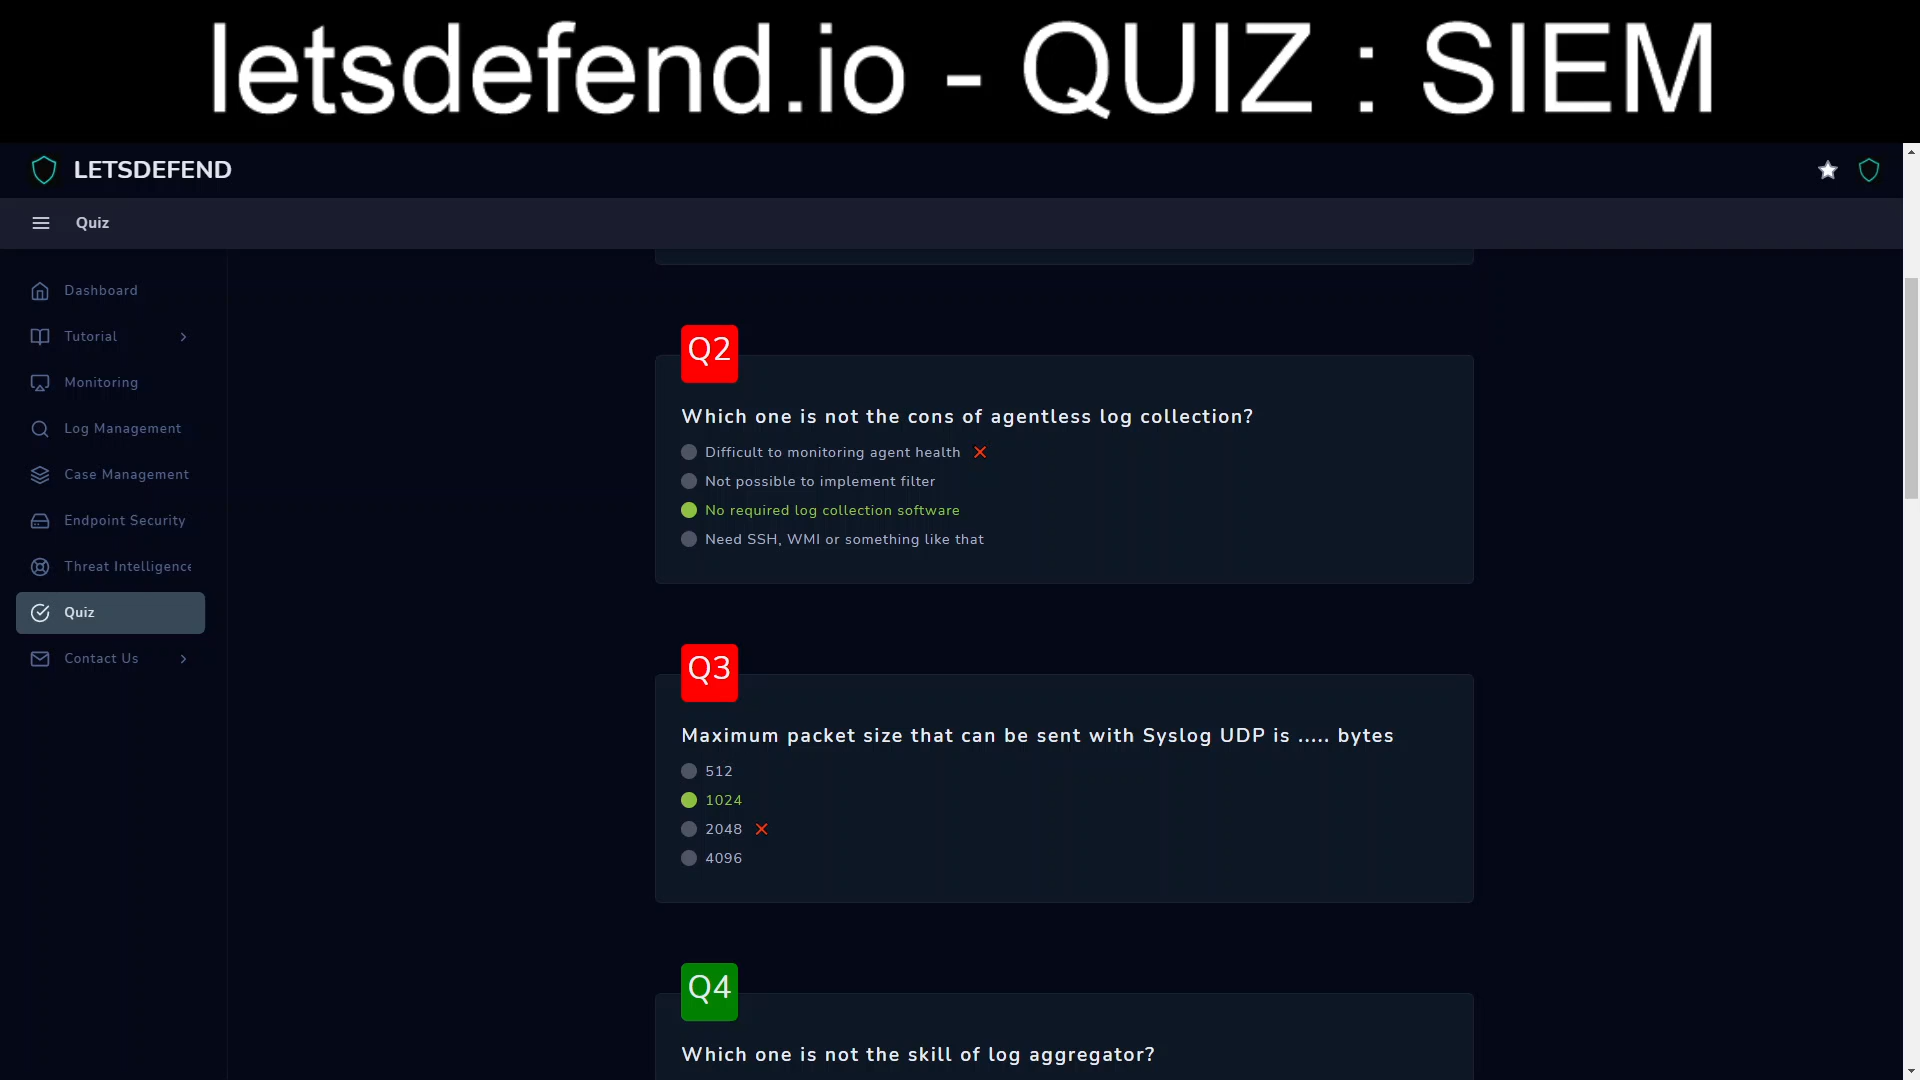 letsdefend.io - QUIZ : SIEM
LETSDEFEND
Quiz
Dashboard
Tutorial
Monitoring
Log Management
Case Management
Endpoint Security
Threat Intelligence
Quiz
Contact Us
Q2
Which one is not the cons of agentless log collection?
Difficult to monitoring agent health
Not possible to implement filter
No required log collection software
Need SSH, WMI or something like that
Q3
Maximum packet size that can be sent with Syslog UDP is ..... bytes
512
1024
2048
4096
Q4
Which one is not the skill of log aggregator?